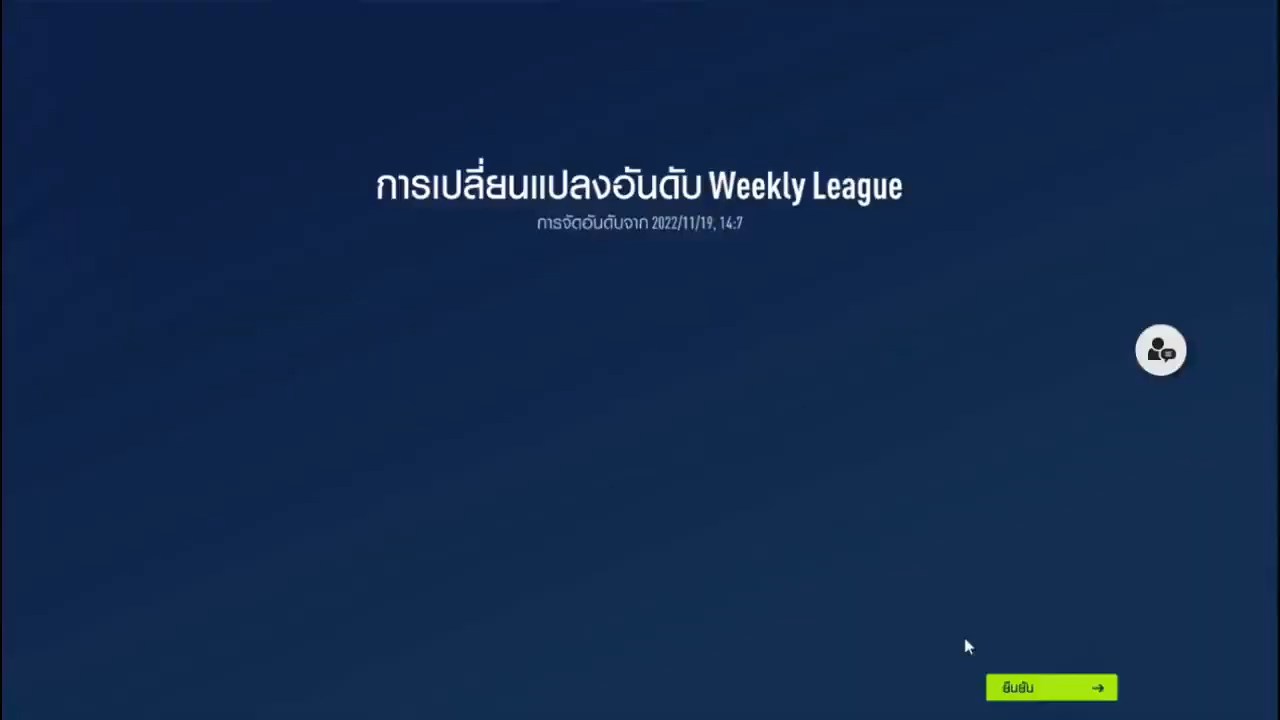 การเปลี่ยนแปลงอันดับ Weekly League
การจัดอันดับจาก 2022/11/19, 14:7
ยืนยัน